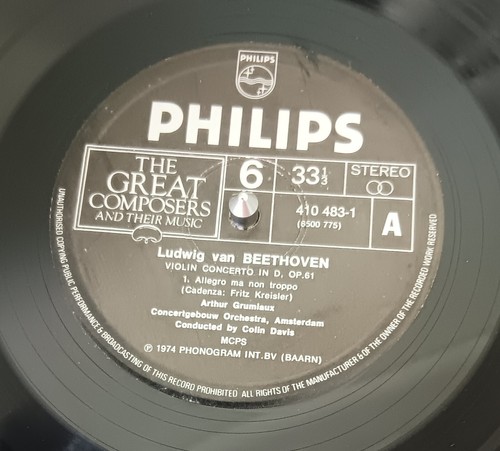 PHILIPS
PHILIPS
THE
GREAT
COMPOSERS
AND THEIR MUSIC
6
33⅓
STEREO
410 483-1
(6500 775)
A
Ludwig van BEETHOVEN
VIOLIN CONCERTO IN D, OP.61
1. Allegro ma non troppo
(Cadenza: Fritz Kreisler)
Arthur Grumiaux
Concertgebouw Orchestra, Amsterdam
Conducted by Colin Davis
MCPS
℗ 1974 PHONOGRAM INT.BV (BAARN)
UNAUTHORISED COPYING PUBLIC PERFORMANCE & BROADCASTING OF THIS RECORD PROHIBITED ALL RIGHTS OF THE MANUFACTURER & OF THE OWNER OF THE RECORDED WORK RESERVED